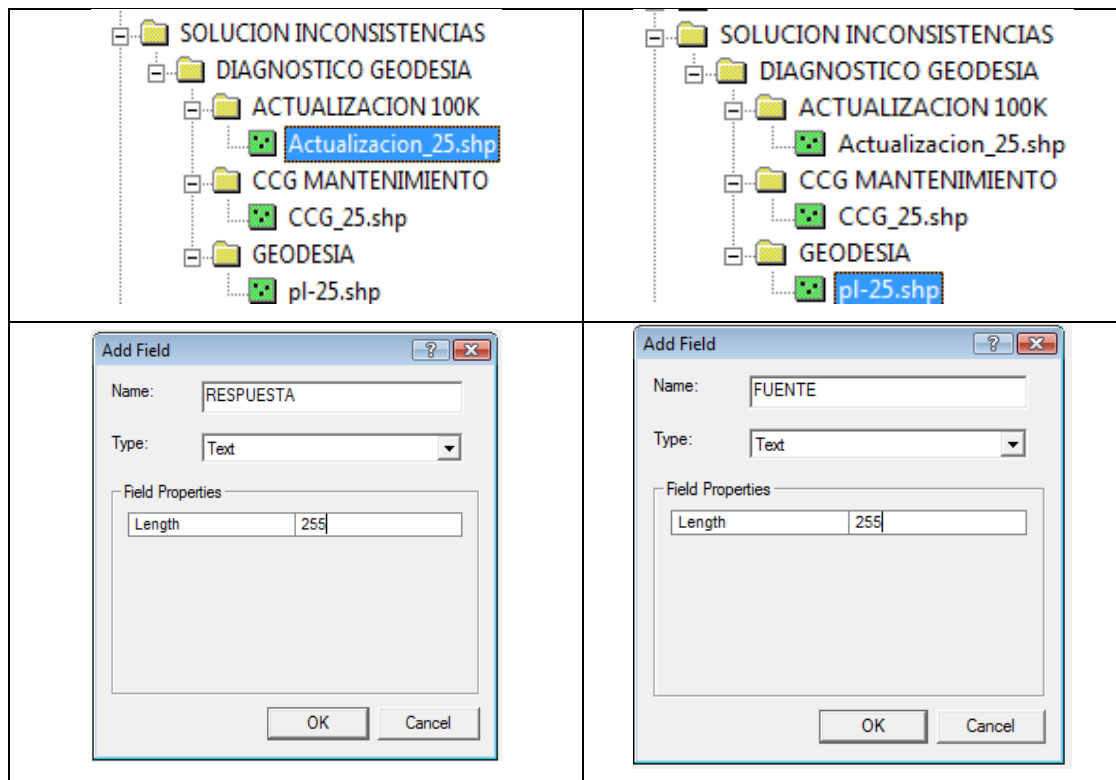 SOLUCION INCONSISTENCIAS
DIAGNOSTICO GEODESIA
ACTUALIZACION 100K
Actualizacion_25.shp
CCG MANTENIMIENTO
CCG_25.shp
GEODESIA
pl-25.shp
SOLUCION INCONSISTENCIAS
DIAGNOSTICO GEODESIA
ACTUALIZACION 100K
Actualizacion_25.shp
CCG MANTENIMIENTO
CCG_25.shp
GEODESIA
pl-25.shp
Add Field
Name: RESPUESTA
Type: Text
Field Properties
Length 255
OK Cancel
Add Field
Name: FUENTE
Type: Text
Field Properties
Length 255
OK Cancel